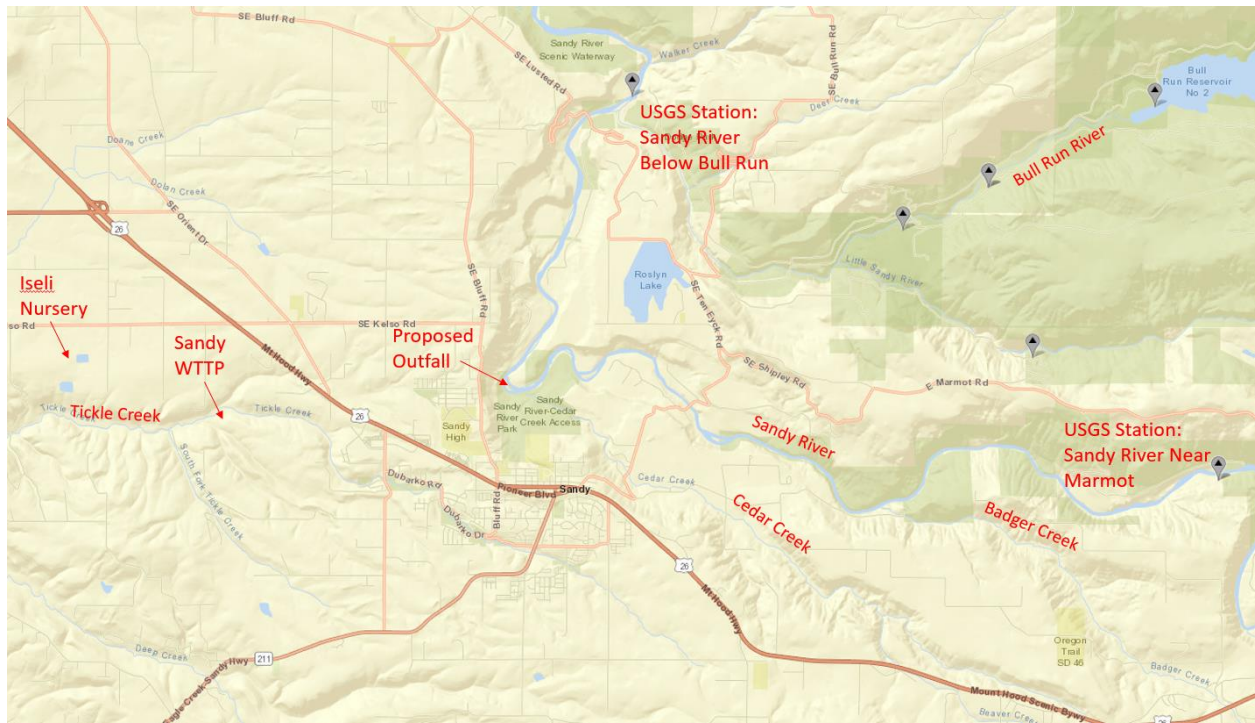 SE Bluff Rd
Sandy River
Scenic Waterway
Walker Creek
SE Lusted Rd
SE Bull Run Rd
Bull
Run Reservoir
No 2
Deer Creek
USGS Station:
Sandy River
Below Bull Run
Doane Creek
Bull Run River
Dolan Creek
SE Orient Dr
26
Little Sandy River
Iseli
Nursery
Roslyn
Lake
SE Bluff Rd
SE Ten Eyck Rd
so Rd
SE Kelso Rd
Sandy
WTTP
Mt Hood Hwy
Proposed
Outfall
SE Shipley Rd
E Marmot Rd
Tickle Creek
Tickle Creek
Tickle Creek
26
Sandy
High
Sandy
River
Park
Sandy
River-Cedar
Creek Access
Sandy River
USGS Station:
Sandy River Near
Marmot
South Fork Tickle Creek
Dubarko Rd
Pioneer Blvd
Sandy
Bluff Rd
Dubarko Dr
Cedar Creek
Cedar Creek
Badger Creek
26
Mt Hood Hwy
Oregon
Trail
SD 46
Deep Creek
211
Eagle Creek Sandy Hwy
Badger Creek
Mount Hood Scenic Bywy
Beaver Creek
26